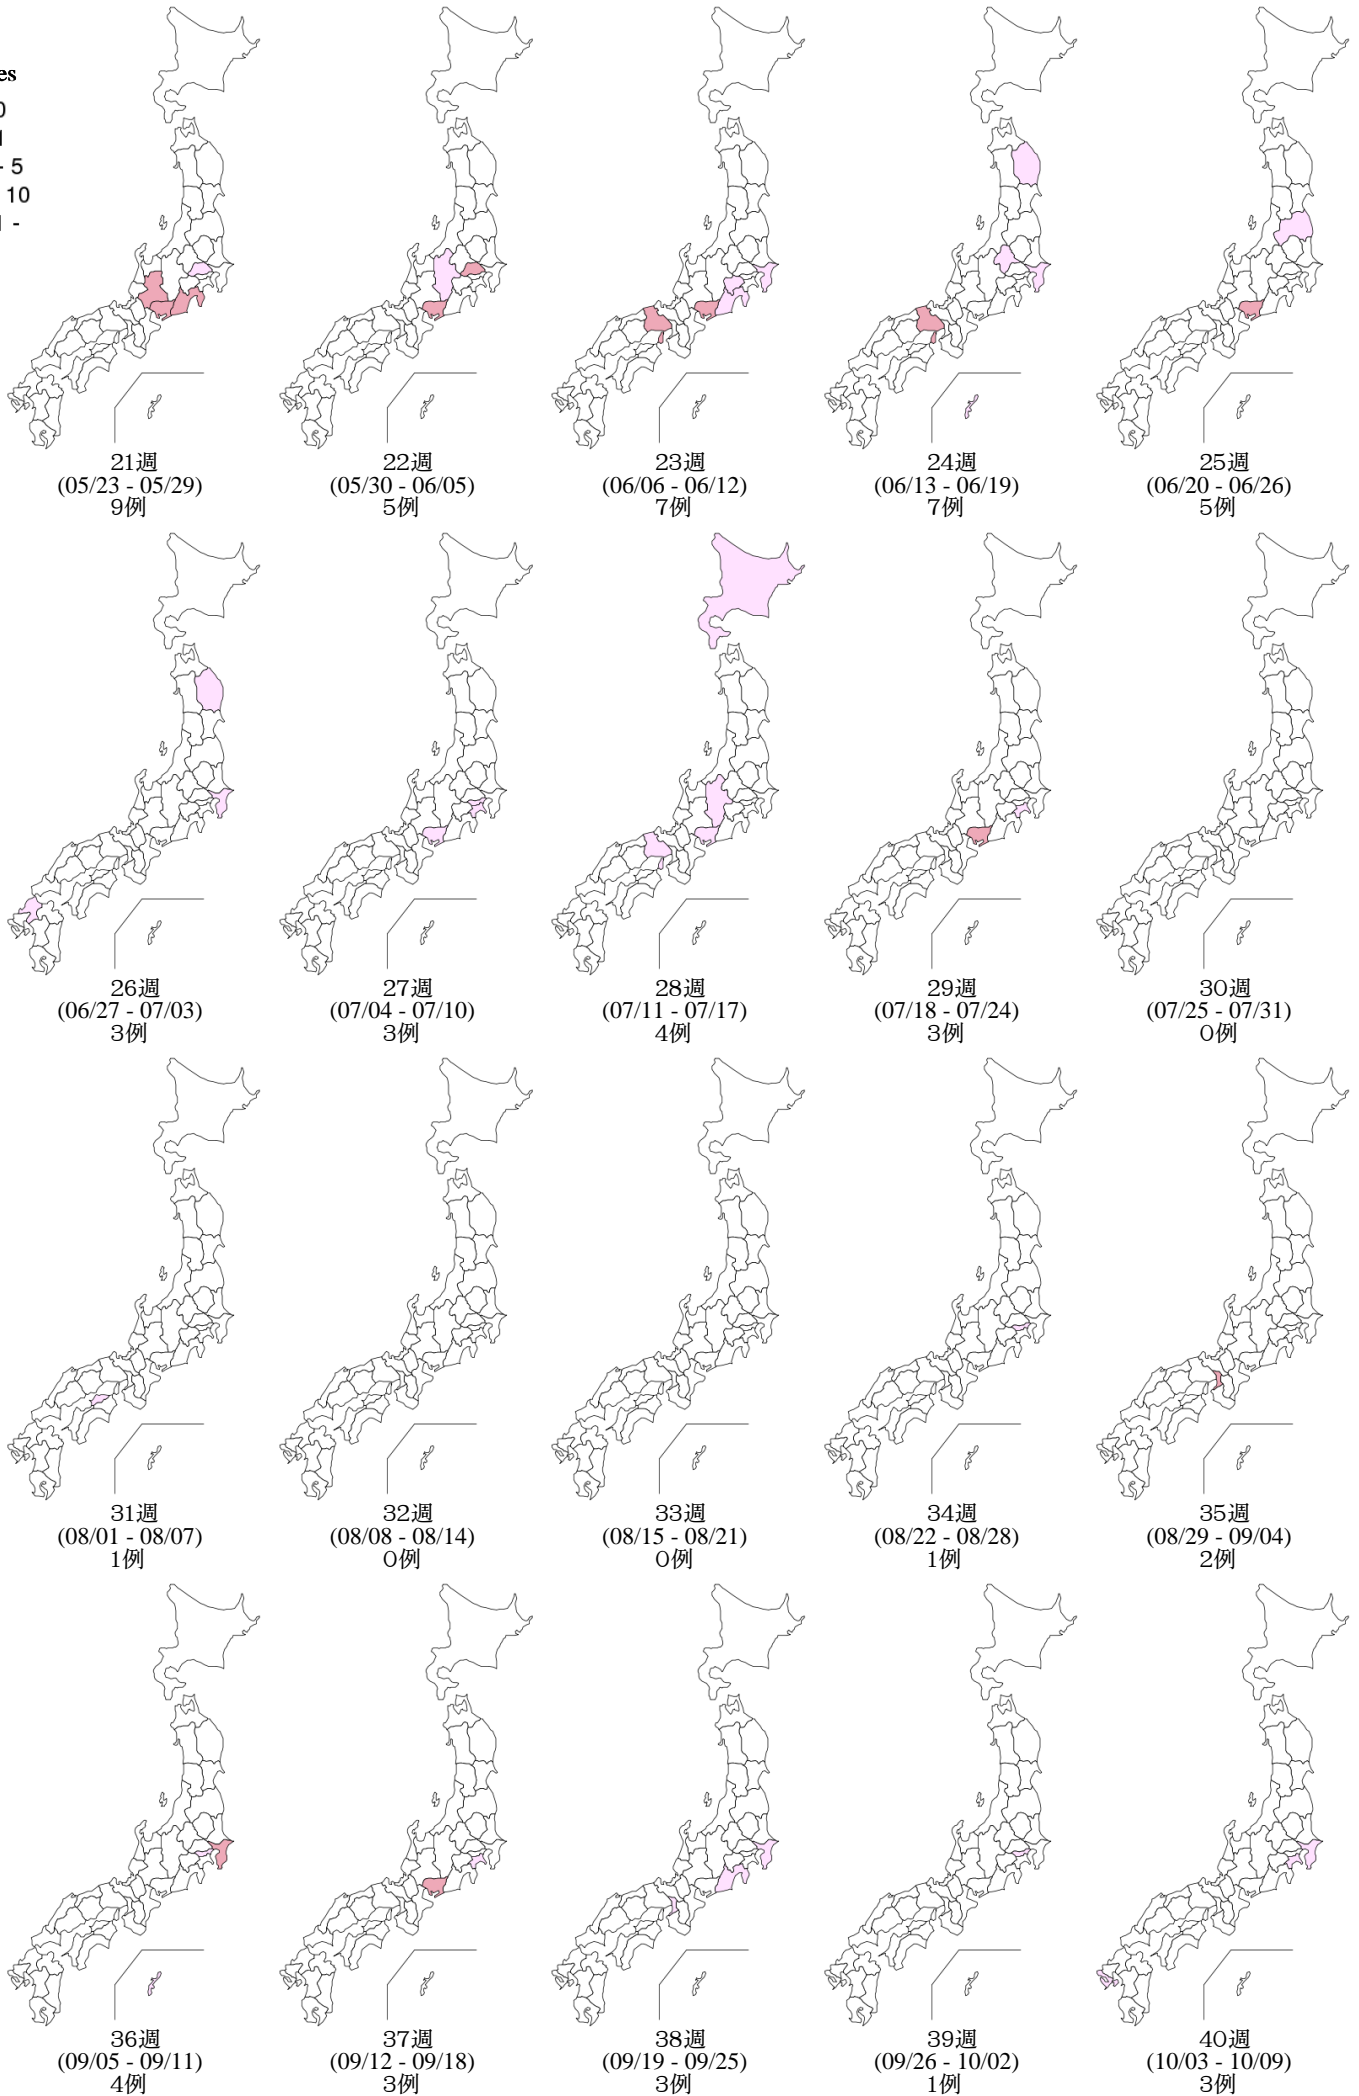 es
0
1
- 5
10
1 -
21週
(05/23 - 05/29)
9例
22週
(05/30 - 06/05)
5例
23週
(06/06 - 06/12)
7例
24週
(06/13 - 06/19)
7例
25週
(06/20 - 06/26)
5例
26週
(06/27 - 07/03)
3例
27週
(07/04 - 07/10)
3例
28週
(07/11 - 07/17)
4例
29週
(07/18 - 07/24)
3例
30週
(07/25 - 07/31)
0例
31週
(08/01 - 08/07)
1例
32週
(08/08 - 08/14)
0例
33週
(08/15 - 08/21)
0例
34週
(08/22 - 08/28)
1例
35週
(08/29 - 09/04)
2例
36週
(09/05 - 09/11)
4例
37週
(09/12 - 09/18)
3例
38週
(09/19 - 09/25)
3例
39週
(09/26 - 10/02)
1例
40週
(10/03 - 10/09)
3例